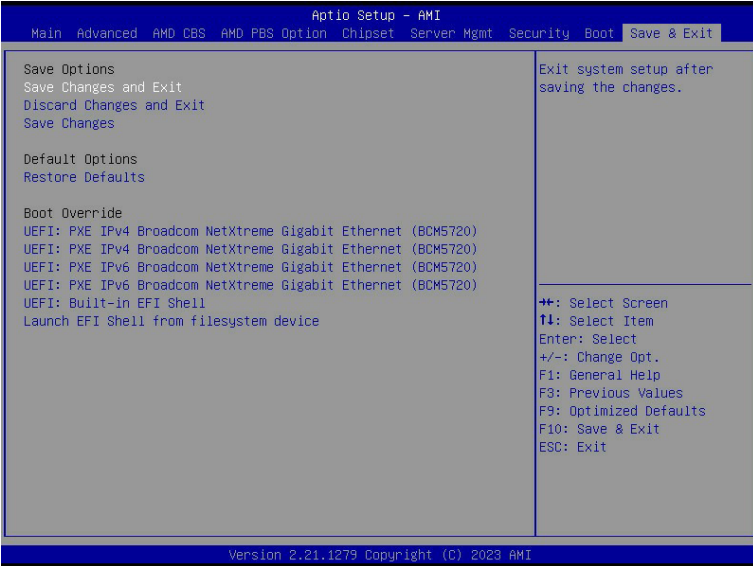 Aptio Setup - AMI
Main Advanced AMD CBS AMD PBS Option Chipset Server Mgmt Security Boot Save & Exit
Save Options
Save Changes and Exit
Discard Changes and Exit
Save Changes
Default Options
Restore Defaults
Boot Override
UEFI: PXE IPv4 Broadcom NetXtreme Gigabit Ethernet (BCM5720)
UEFI: PXE IPv4 Broadcom NetXtreme Gigabit Ethernet (BCM5720)
UEFI: PXE IPv6 Broadcom NetXtreme Gigabit Ethernet (BCM5720)
UEFI: PXE IPv6 Broadcom NetXtreme Gigabit Ethernet (BCM5720)
UEFI: Built-in EFI Shell
Launch EFI Shell from filesystem device
Exit system setup after
saving the changes.
→←: Select Screen
↑↓: Select Item
Enter: Select
+/-: Change Opt.
F1: General Help
F3: Previous Values
F9: Optimized Defaults
F10: Save & Exit
ESC: Exit
Version 2.21.1279 Copyright (C) 2023 AMI